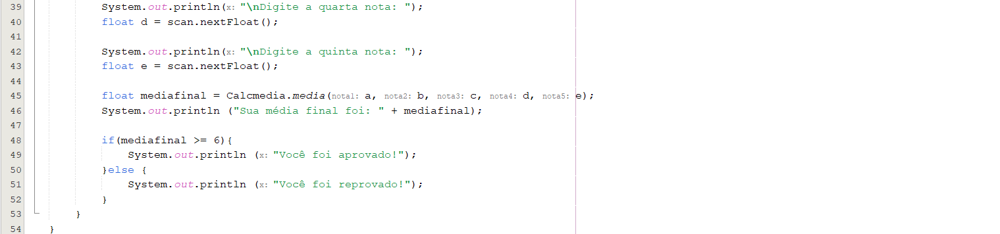 39 System.out.println(x: "\nDigite a quarta nota: ");
40 float d = scan.nextFloat();
41
42 System.out.println(x: "\nDigite a quinta nota: ");
43 float e = scan.nextFloat();
44
45 float mediafinal = Calcmedia.media(nota1: a, nota2: b, nota3: c, nota4: d, nota5: e);
46 System.out.println ("Sua média final foi: " + mediafinal);
47
48 if(mediafinal >= 6){
49 System.out.println (x: "Você foi aprovado!");
50 }else {
51 System.out.println (x: "Você foi reprovado!");
52 }
53 }
54 }